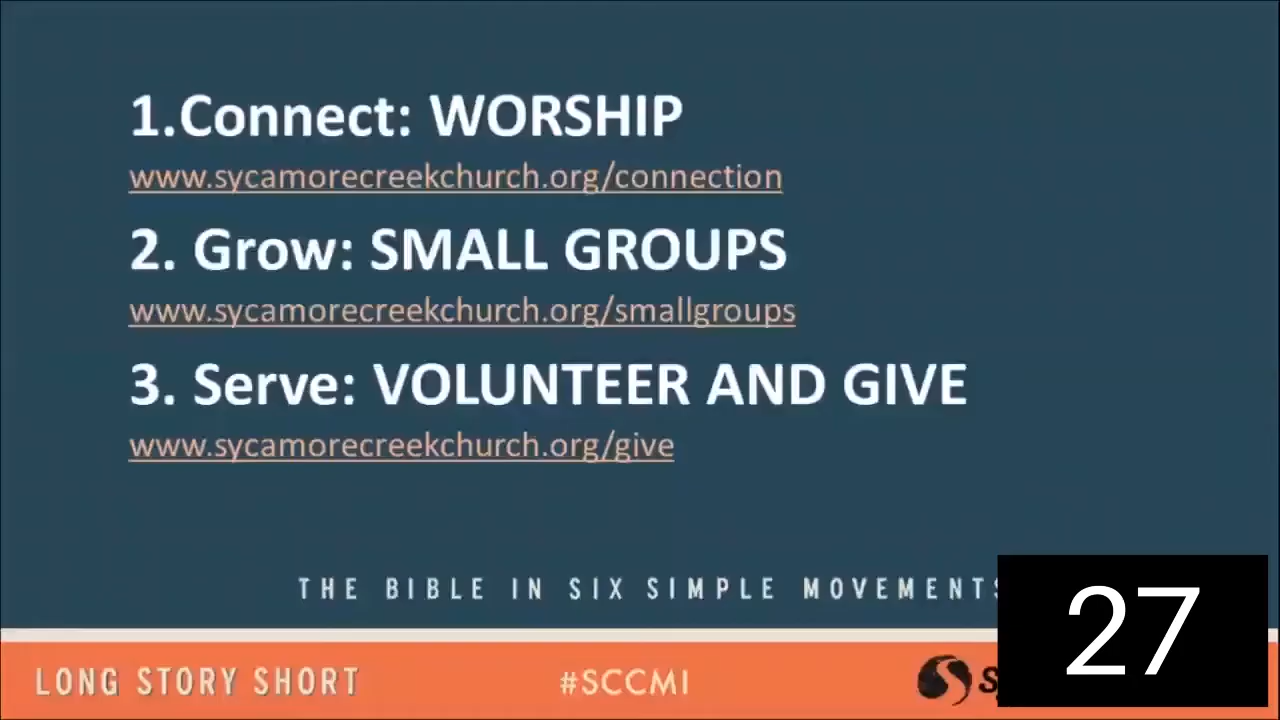 1.Connect: WORSHIP
www.sycamorecreekchurch.org/connection
2. Grow: SMALL GROUPS
www.sycamorecreekchurch.org/smallgroups
3. Serve: VOLUNTEER AND GIVE
www.sycamorecreekchurch.org/give
THE BIBLE IN SIX SIMPLE MOVEMENTS
27
LONG STORY SHORT
#SCCMI